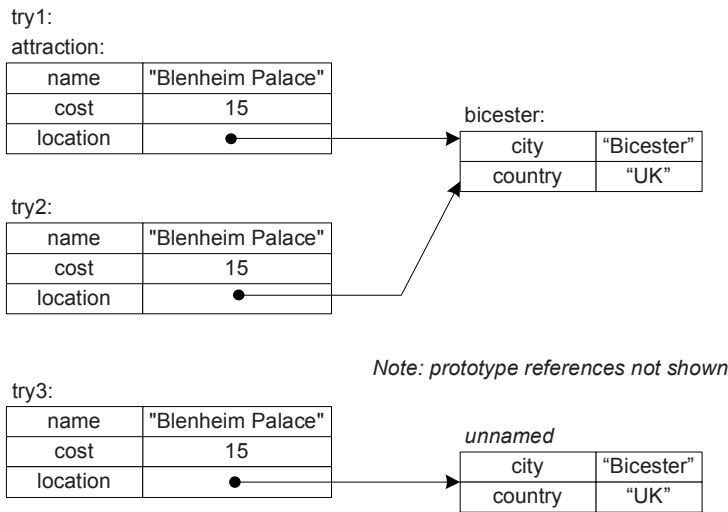 try1:
attraction:
name "Blenheim Palace"
cost 15
location
bicester:
city “Bicester”
country “UK”
try2:
name "Blenheim Palace"
cost 15
location
Note: prototype references not shown
try3:
name "Blenheim Palace"
cost 15
location
unnamed
city “Bicester”
country “UK”